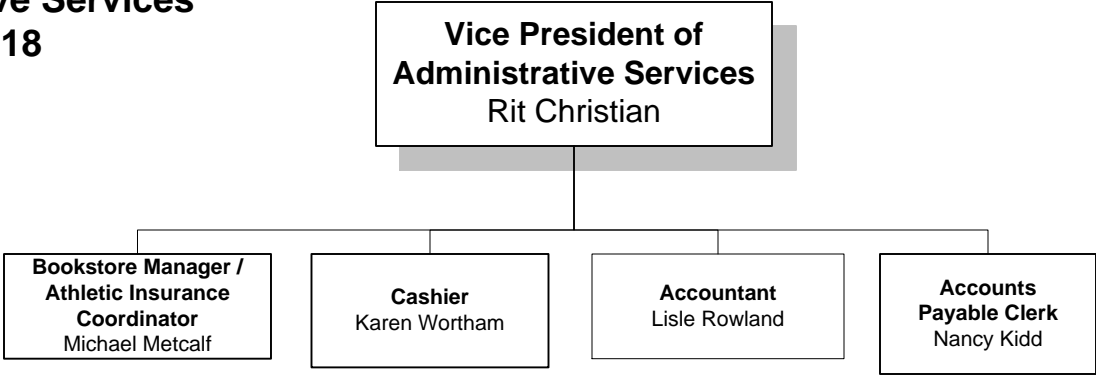 ve Services
18
Vice President of
Administrative Services
Rit Christian
Bookstore Manager /
Athletic Insurance
Coordinator
Michael Metcalf
Cashier
Karen Wortham
Accountant
Lisle Rowland
Accounts
Payable Clerk
Nancy Kidd